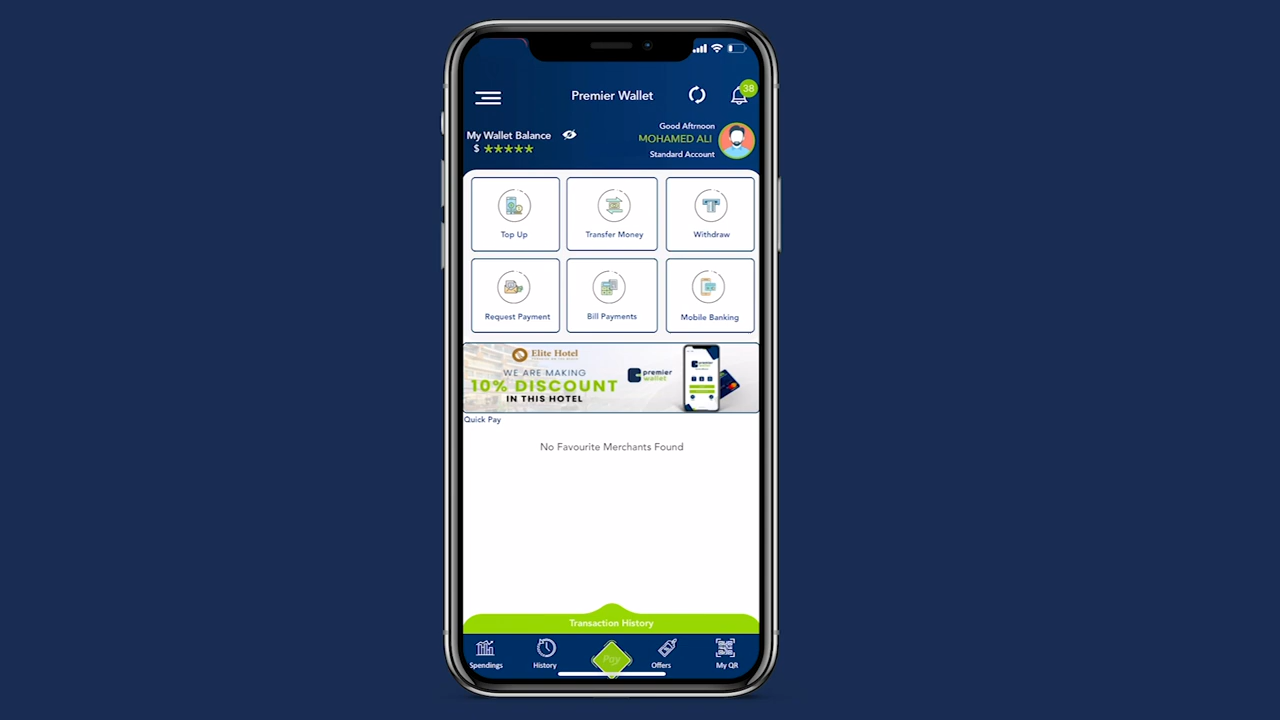 Premier Wallet
38
My Wallet Balance
$ *****
Good Aftrnoon
MOHAMED ALI
Standard Account
Top Up
Transfer Money
Withdraw
Request Payment
Bill Payments
Mobile Banking
Elite Hotel
WE ARE MAKING
10% DISCOUNT
IN THIS HOTEL
premier
wallet
Quick Pay
No Favourite Merchants Found
Transaction History
Spendings
History
Pay
Offers
My QR